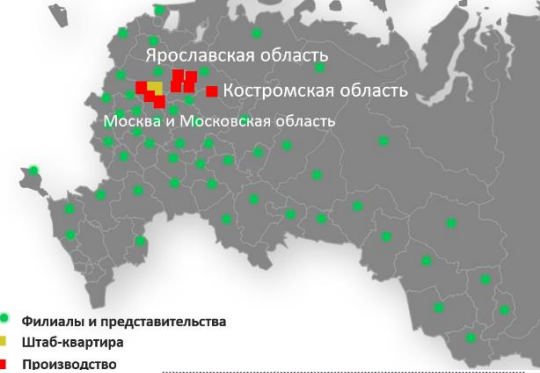 Ярославская область
Костромская область
Москва и Московская область
Филиалы и представительства
Штаб-квартира
Производство